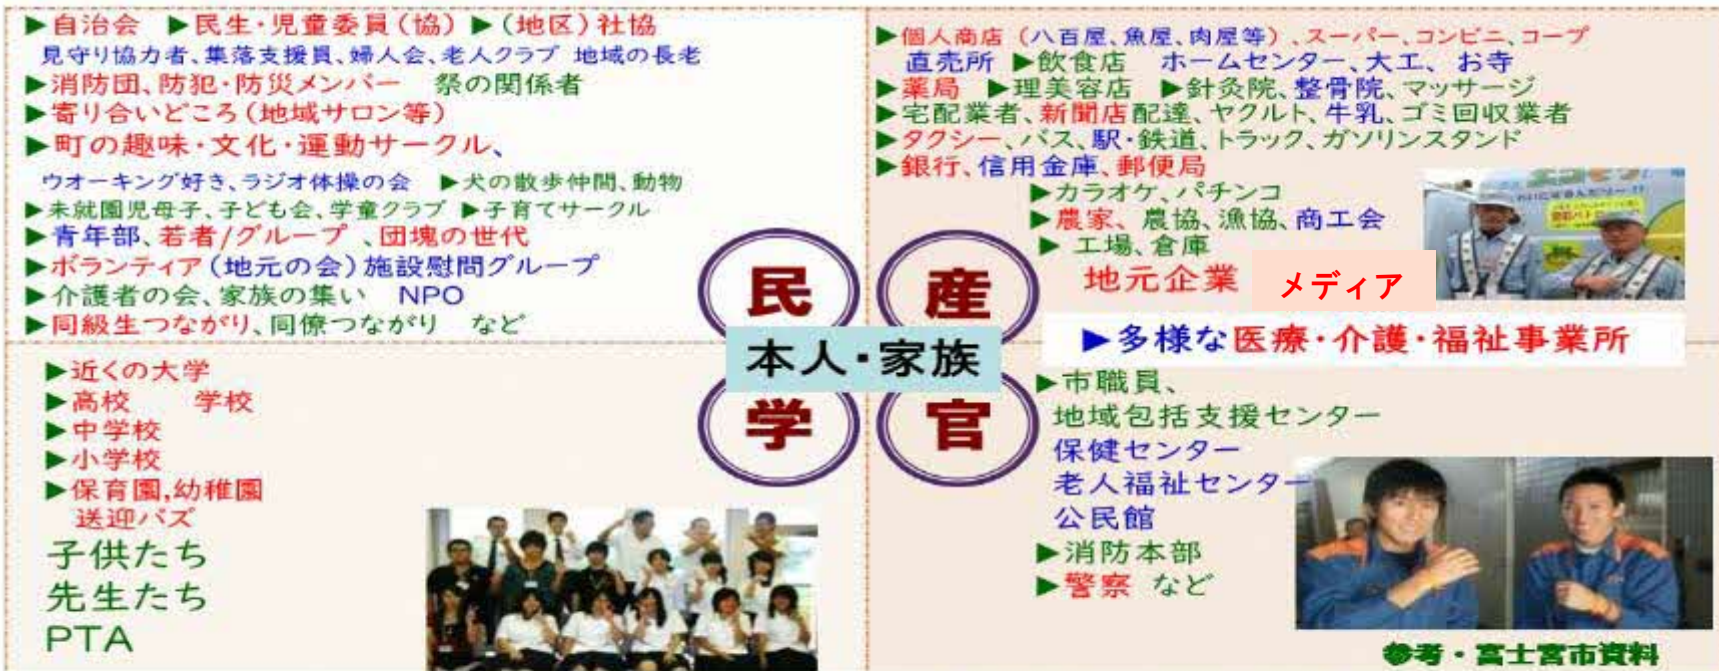 ▶自治会 ▶民生・児童委員(協) ▶(地区)社協
見守り協力者、集落支援員、婦人会、老人クラブ 地域の長老
▶消防団、防犯・防災メンバー 祭の関係者
▶寄り合いどころ(地域サロン等)
▶町の趣味・文化・運動サークル、
ウオーキング好き、ラジオ体操の会 ▶犬の散歩仲間、動物
▶未就園児母子、子ども会、学童クラブ ▶子育てサークル
▶青年部、若者/グループ、団塊の世代
▶ボランティア(地元の会)施設慰問グループ
▶介護者の会、家族の集い NPO
▶同級生つながり、同僚つながり など
▶個人商店(八百屋、魚屋、肉屋等)、スーパー、コンビニ、コープ
直売所 ▶飲食店 ホームセンター、大工、お寺
▶薬局 ▶理美容店 ▶針灸院、整骨院、マッサージ
▶宅配業者、新聞店配達、ヤクルト、牛乳、ゴミ回収業者
▶タクシー、バス、駅・鉄道、トラック、ガソリンスタンド
▶銀行、信用金庫、郵便局
▶カラオケ、パチンコ
▶農家、農協、漁協、商工会
▶工場、倉庫
地元企業 メディア
▶多様な医療・介護・福祉事業所
民 産
本人・家族
学 官
▶近くの大学
▶高校 学校
▶中学校
▶小学校
▶保育園,幼稚園
送迎バズ
子供たち
先生たち
PTA
▶市職員、
地域包括支援センター
保健センター
老人福祉センター
公民館
▶消防本部
▶警察 など
参考・富士宮市資料